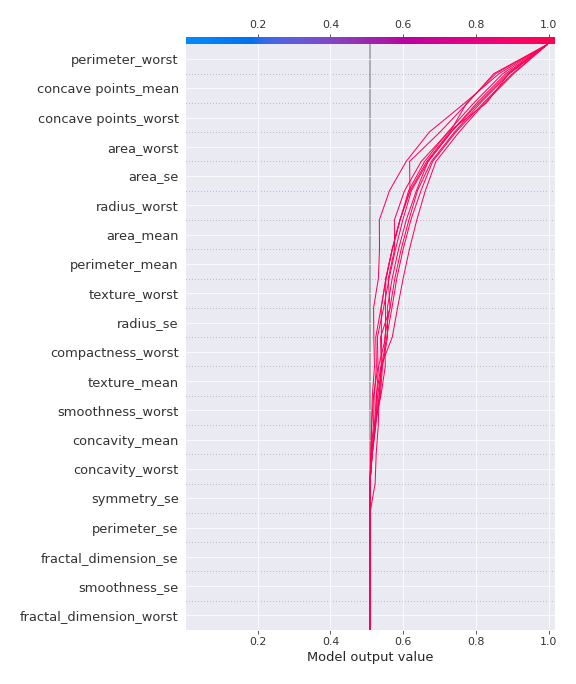 0.2 0.4 0.6 0.8 1.0
perimeter_worst
concave points_mean
concave points_worst
area_worst
area_se
radius_worst
area_mean
perimeter_mean
texture_worst
radius_se
compactness_worst
texture_mean
smoothness_worst
concavity_mean
concavity_worst
symmetry_se
perimeter_se
fractal_dimension_se
smoothness_se
fractal_dimension_worst
0.2 0.4 0.6 0.8 1.0
Model output value